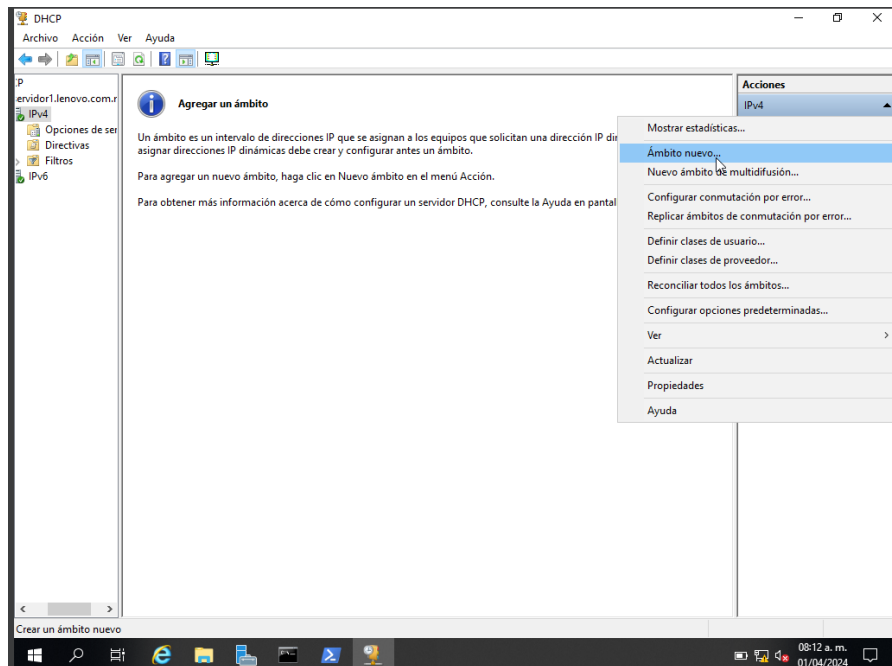 DHCP
Archivo Acción Ver Ayuda
:P
ervidor1.lenovo.com.r
IPv4
Opciones de ser
Directivas
Filtros
IPv6
Agregar un ámbito
Un ámbito es un intervalo de direcciones IP que se asignan a los equipos que solicitan una dirección IP di
asignar direcciones IP dinámicas debe crear y configurar antes un ámbito.
Para agregar un nuevo ámbito, haga clic en Nuevo ámbito en el menú Acción.
Para obtener más información acerca de cómo configurar un servidor DHCP, consulte la Ayuda en pantal
Acciones
IPv4
Mostrar estadísticas...
Ámbito nuevo...
Nuevo ámbito de multidifusión...
Configurar conmutación por error...
Replicar ámbitos de conmutación por error...
Definir clases de usuario...
Definir clases de proveedor...
Reconciliar todos los ámbitos...
Configurar opciones predeterminadas...
Ver
Actualizar
Propiedades
Ayuda
Crear un ámbito nuevo
08:12 a. m.
01/04/2024